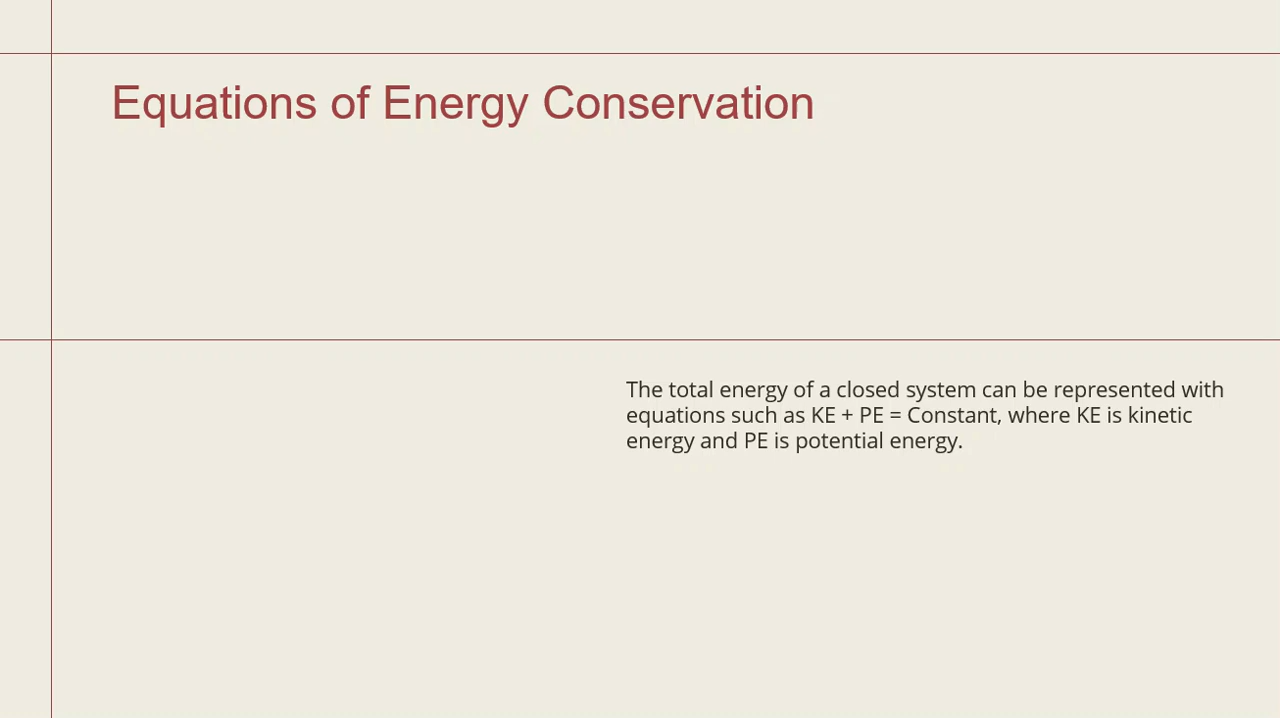 Equations of Energy Conservation
The total energy of a closed system can be represented with
equations such as KE + PE = Constant, where KE is kinetic
energy and PE is potential energy.